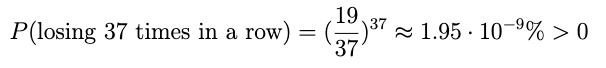 P(losing 37 times in a row) = (19/37)^37 ≈ 1.95 · 10^−9% > 0